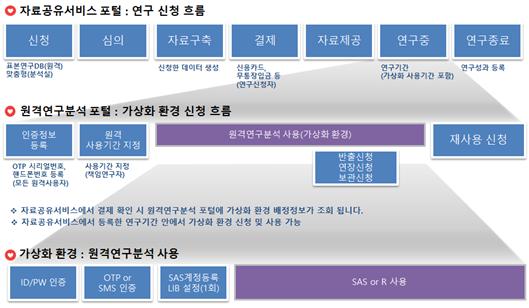 자료공유서비스 포털 : 연구 신청 흐름
신청
심의
자료구축
결제
자료제공
연구중
연구종료
표본연구DB(원격)
맞춤형(분석실)
신청한 데이터 생성
신용카드,
무통장입금 등
(연구신청자)
연구기간
(가상화 사용기간 포함)
연구성과 등록
원격연구분석 포털 : 가상화 환경 신청 흐름
인증정보
등록
원격
사용기간 지정
원격연구분석 사용(가상화 환경)
재사용 신청
OTP 시리얼번호,
핸드폰번호 등록
(모든 원격사용자)
사용기간 지정
(책임연구자)
반출신청
연장신청
보관신청
❖ 자료공유서비스에서 결제 확인 시 원격연구분석 포털에 가상화 환경 배정정보가 조회 됩니다.
❖ 자료공유서비스에서 등록한 연구기간 안에서 가상화 환경 신청 및 사용 가능
가상화 환경 : 원격연구분석 사용
ID/PW 인증
OTP or
SMS 인증
SAS계정등록
LIB 설정(1회)
SAS or R 사용